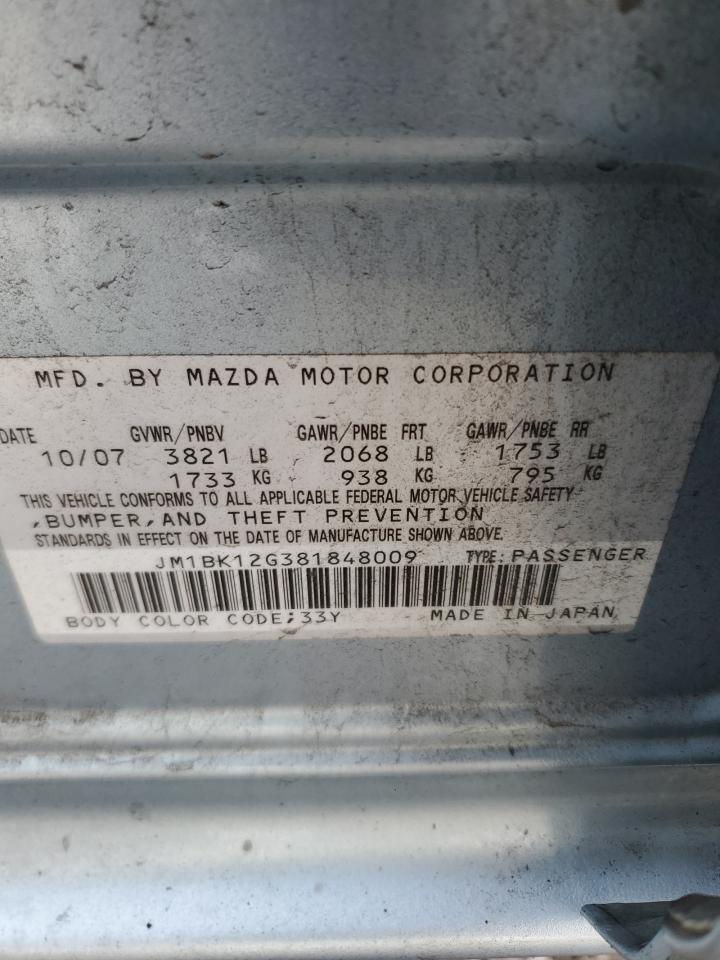 MFD. BY MAZDA MOTOR CORPORATION
DATE GVWR/PNBV GAWR/PNBE FRT GAWR/PNBE RR
10/07 3821 LB 2068 LB 1753 LB
1733 KG 938 KG 795 KG
THIS VEHICLE CONFORMS TO ALL APPLICABLE FEDERAL MOTOR VEHICLE SAFETY
,BUMPER,AND THEFT PREVENTION
STANDARDS IN EFFECT ON THE DATE OF MANUFACTURE SHOWN ABOVE.
JM1BK12G381848009 TYPE: PASSENGER
BODY COLOR CODE;33Y MADE IN JAPAN